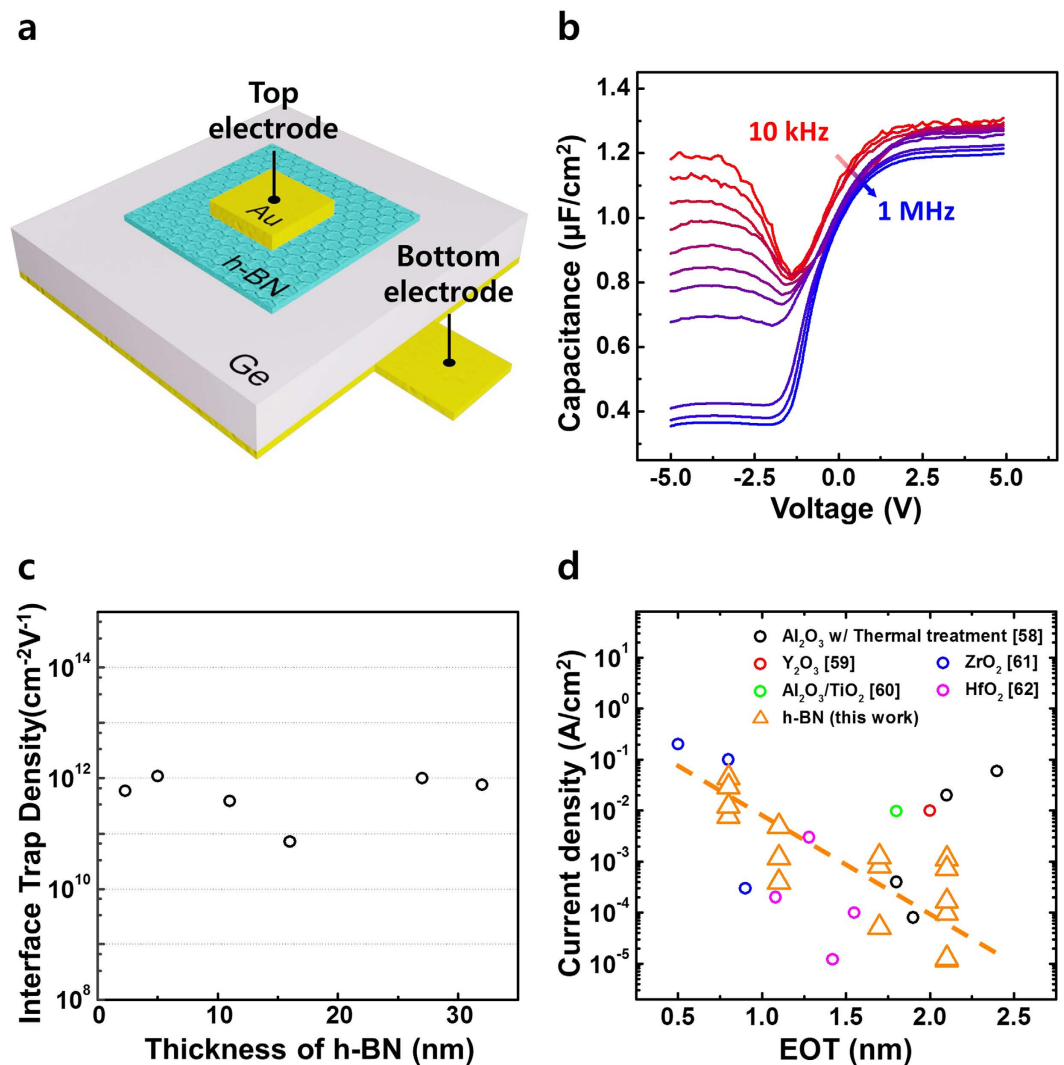 a
Top
electrode
Au
h-BN
Bottom
electrode
Ge
b
Capacitance (µF/cm²)
1.4
1.2
1.0
0.8
0.6
0.4
10 kHz
1 MHz
-5.0 -2.5 0.0 2.5 5.0
Voltage (V)
c
Interface Trap Density(cm⁻²V⁻¹)
10¹⁴
10¹²
10¹⁰
10⁸
0 10 20 30
Thickness of h-BN (nm)
d
Current density (A/cm²)
10²
10¹
10⁰
10⁻¹
10⁻²
10⁻³
10⁻⁴
10⁻⁵
Al₂O₃ w/ Thermal treatment [58]
Y₂O₃ [59] ZrO₂ [61]
Al₂O₃/TiO₂ [60] HfO₂ [62]
h-BN (this work)
0.5 1.0 1.5 2.0 2.5
EOT (nm)